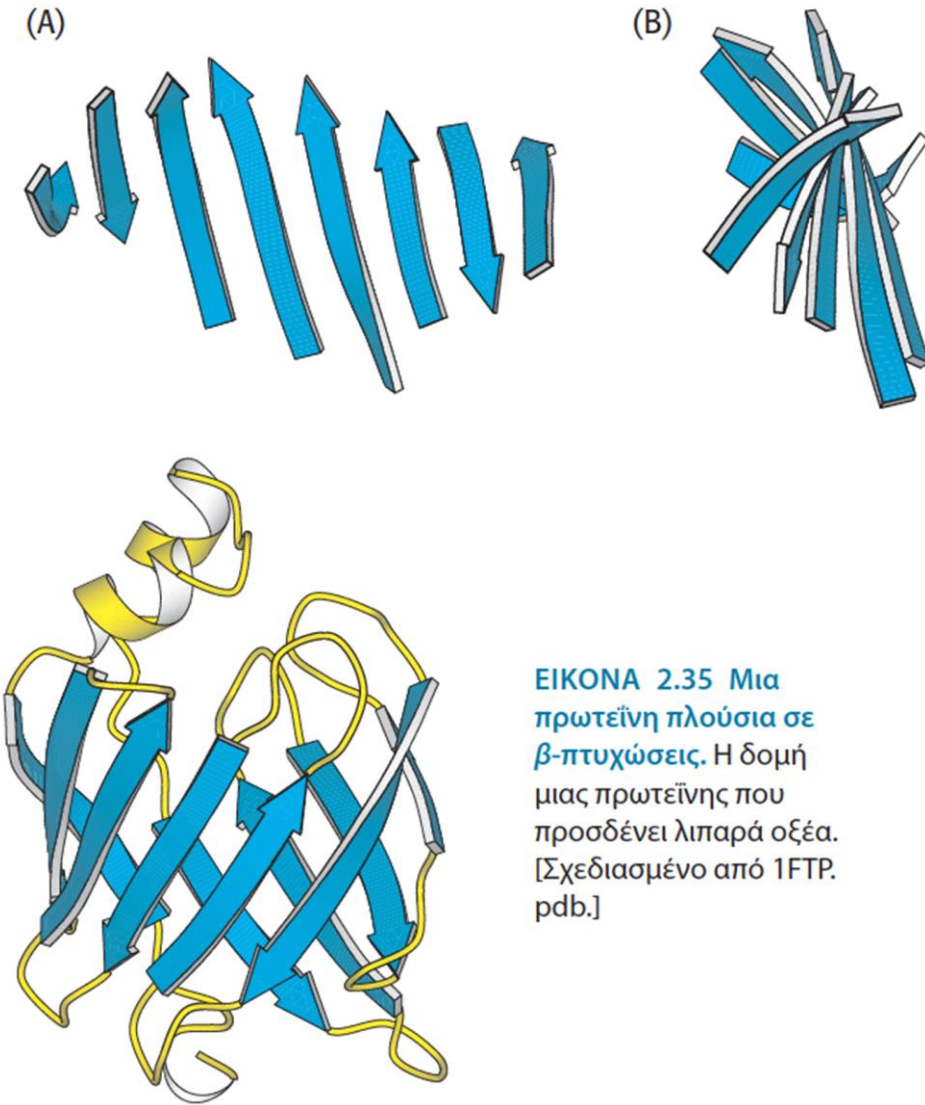 (A)
(B)
ΕΙΚΟΝΑ 2.35 Μια
πρωτεΐνη πλούσια σε
β-πτυχώσεις. Η δομή
μιας πρωτεΐνης που
προσδένει λιπαρά οξέα.
[Σχεδιασμένο από 1FTP.
pdb.]